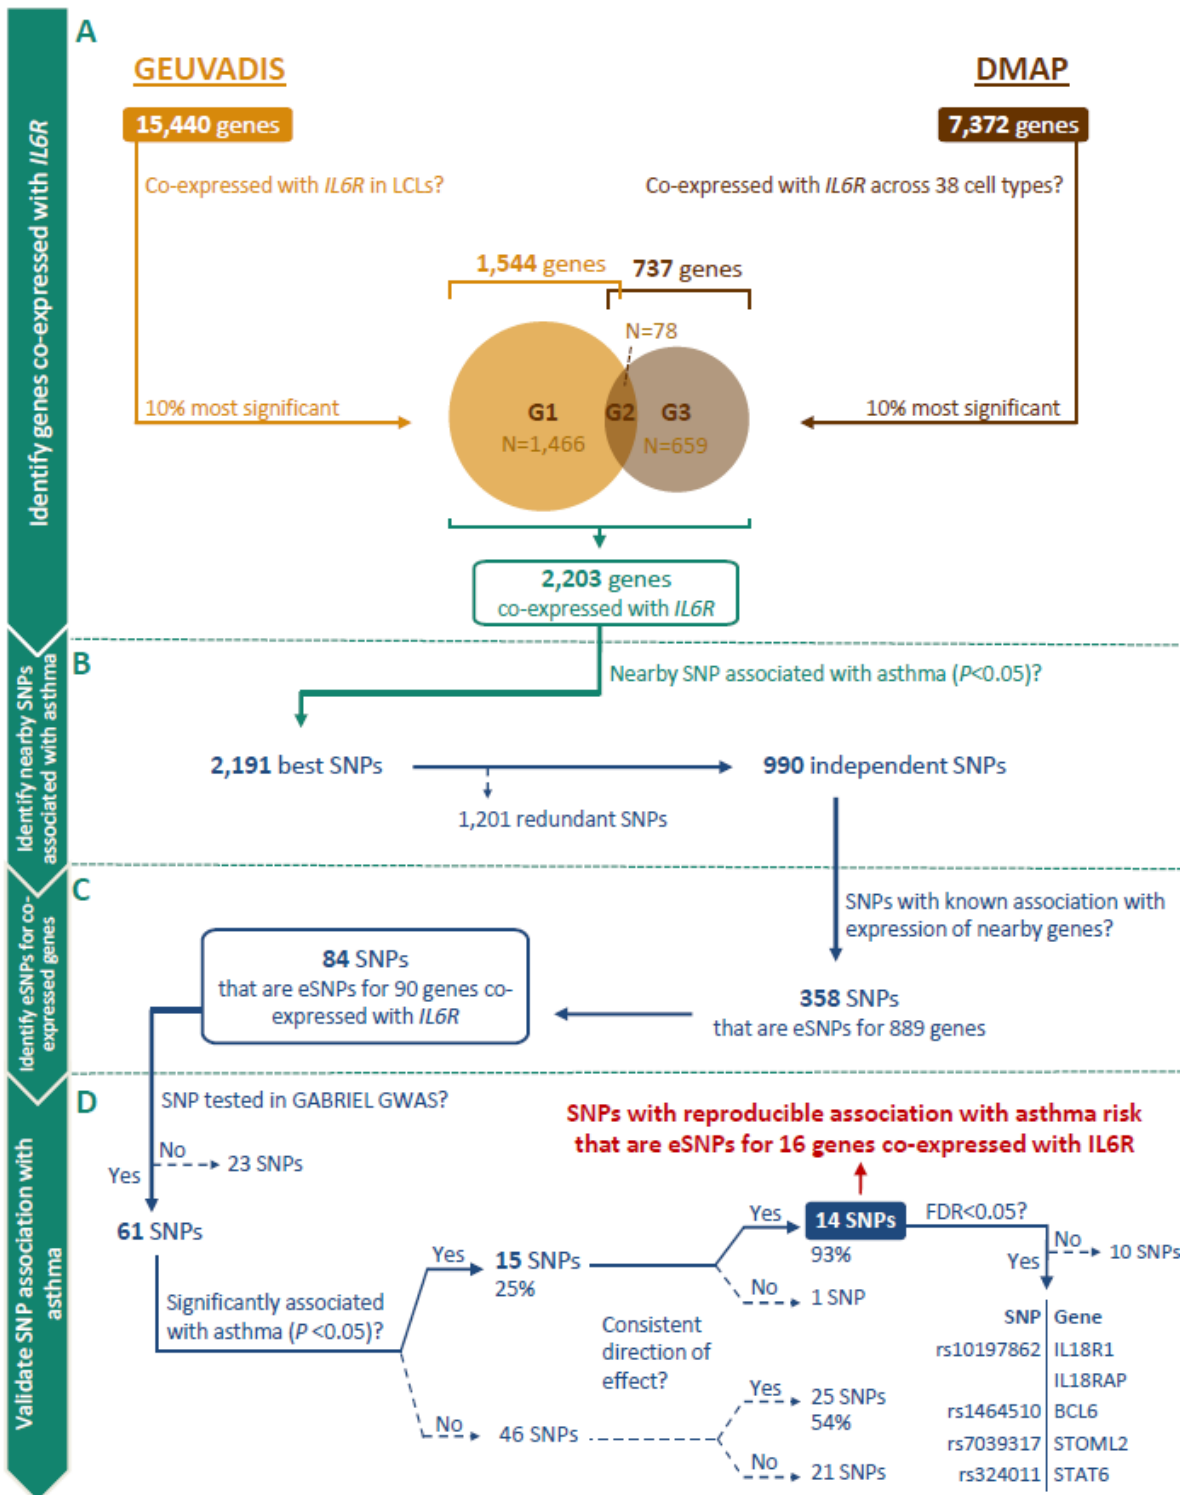 A
GEUVADIS
DMAP
15,440 genes
7,372 genes
Co-expressed with IL6R in LCLs?
Co-expressed with IL6R across 38 cell types?
1,544 genes
737 genes
N=78
10% most significant
10% most significant
G1
G2
G3
N=1,466
N=659
2,203 genes
co-expressed with IL6R
Identify genes co-expressed with IL6R
B
Nearby SNP associated with asthma (P<0.05)?
2,191 best SNPs
990 independent SNPs
1,201 redundant SNPs
Identify nearby SNPs
associated with asthma
C
SNPs with known association with
expression of nearby genes?
84 SNPs
that are eSNPs for 90 genes co-
expressed with IL6R
358 SNPs
that are eSNPs for 889 genes
Identify eSNPs for co-
expressed genes
D
SNP tested in GABRIEL GWAS?
No
23 SNPs
Yes
61 SNPs
SNPs with reproducible association with asthma risk
that are eSNPs for 16 genes co-expressed with IL6R
Significantly associated
with asthma (P <0.05)?
Yes
15 SNPs
25%
No
46 SNPs
Consistent
direction of
effect?
Yes
14 SNPs
93%
No
1 SNP
Yes
25 SNPs
54%
No
21 SNPs
FDR<0.05?
No
10 SNPs
Yes
SNP Gene
rs10197862 IL18R1
IL18RAP
rs1464510 BCL6
rs7039317 STOML2
rs324011 STAT6
Validate SNP association with
asthma